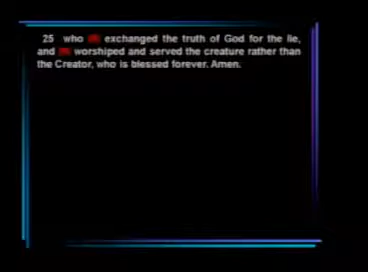 25 who exchanged the truth of God for the lie,
and worshiped and served the creature rather than
the Creator, who is blessed forever. Amen.